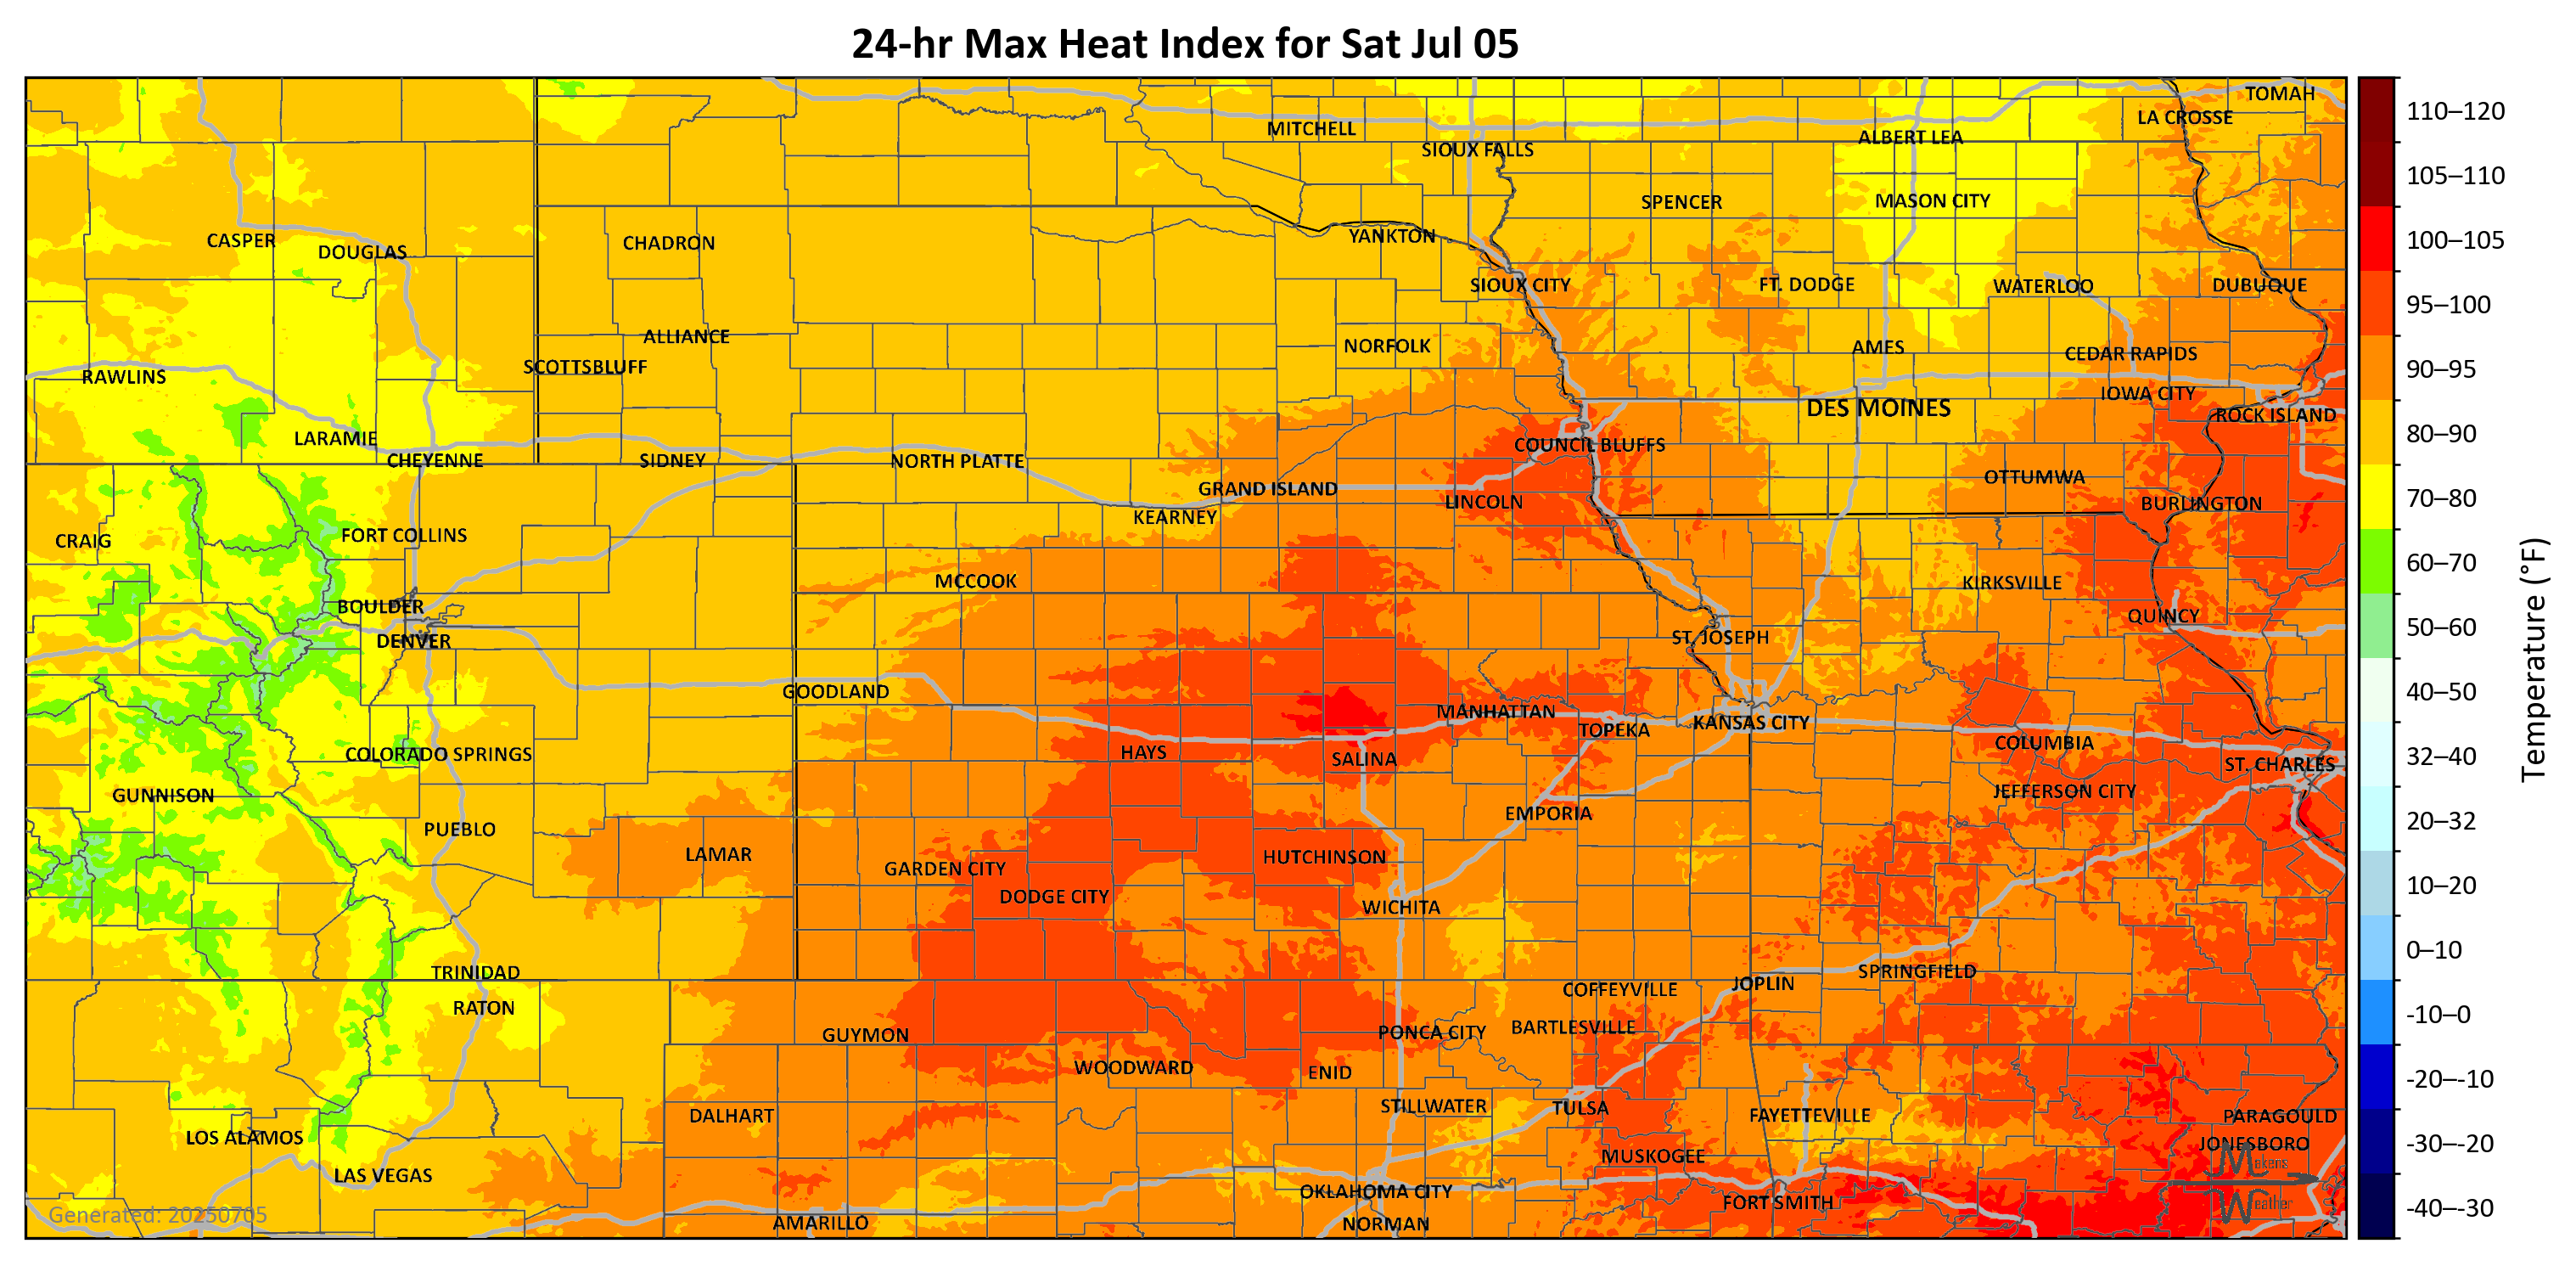 24-hr Max Heat Index for Sat Jul 05
TOMAH
LA CROSSE
MITCHELL
ALBERT LEA
SIOUX FALLS
SPENCER
MASON CITY
CASPER
DOUGLAS
CHADRON
YANKTON
SIOUX CITY
FT. DODGE
WATERLOO
DUBUQUE
ALLIANCE
NORFOLK
AMES
CEDAR RAPIDS
SCOTTSBLUFF
RAWLINS
IOWA CITY
DES MOINES
ROCK ISLAND
LARAMIE
COUNCIL BLUFFS
CHEYENNE
SIDNEY
NORTH PLATTE
OTTUMWA
GRAND ISLAND
LINCOLN
BURLINGTON
KEARNEY
FORT COLLINS
CRAIG
MCCOOK
KIRKSVILLE
BOULDER
QUINCY
DENVER
ST. JOSEPH
GOODLAND
MANHATTAN
KANSAS CITY
TOPEKA
COLUMBIA
COLORADO SPRINGS
HAYS
SALINA
ST. CHARLES
GUNNISON
JEFFERSON CITY
EMPORIA
PUEBLO
LAMAR
HUTCHINSON
GARDEN CITY
DODGE CITY
WICHITA
TRINIDAD
SPRINGFIELD
JOPLIN
COFFEYVILLE
RATON
BARTLESVILLE
PONCA CITY
GUYMON
WOODWARD
ENID
STILLWATER
TULSA
DALHART
FAYETTEVILLE
PARAGOULD
LOS ALAMOS
JONESBORO
MUSKOGEE
Makens
LAS VEGAS
OKLAHOMA CITY
FORT SMITH
Weather
Generated: 20250705
AMARILLO
NORMAN
110–120
105–110
100–105
95–100
90–95
80–90
70–80
60–70
50–60
40–50
32–40
20–32
10–20
0–10
-10–0
-20–-10
-30–-20
-40–-30
Temperature (°F)